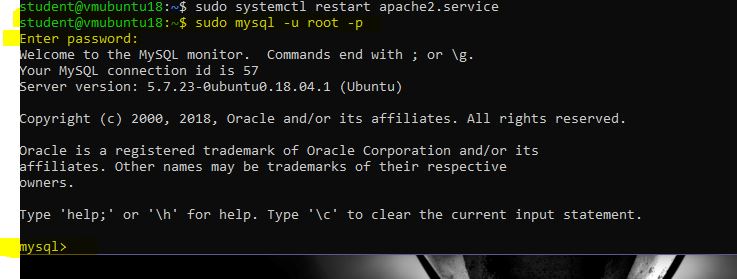 student@vmubuntu18:~$ sudo systemctl restart apache2.service
student@vmubuntu18:~$ sudo mysql -u root -p
Enter password:
Welcome to the MySQL monitor.  Commands end with ; or \g.
Your MySQL connection id is 57
Server version: 5.7.23-0ubuntu0.18.04.1 (Ubuntu)
Copyright (c) 2000, 2018, Oracle and/or its affiliates. All rights reserved.
Oracle is a registered trademark of Oracle Corporation and/or its
affiliates. Other names may be trademarks of their respective
owners.
Type 'help;' or '\h' for help. Type '\c' to clear the current input statement.
mysql>